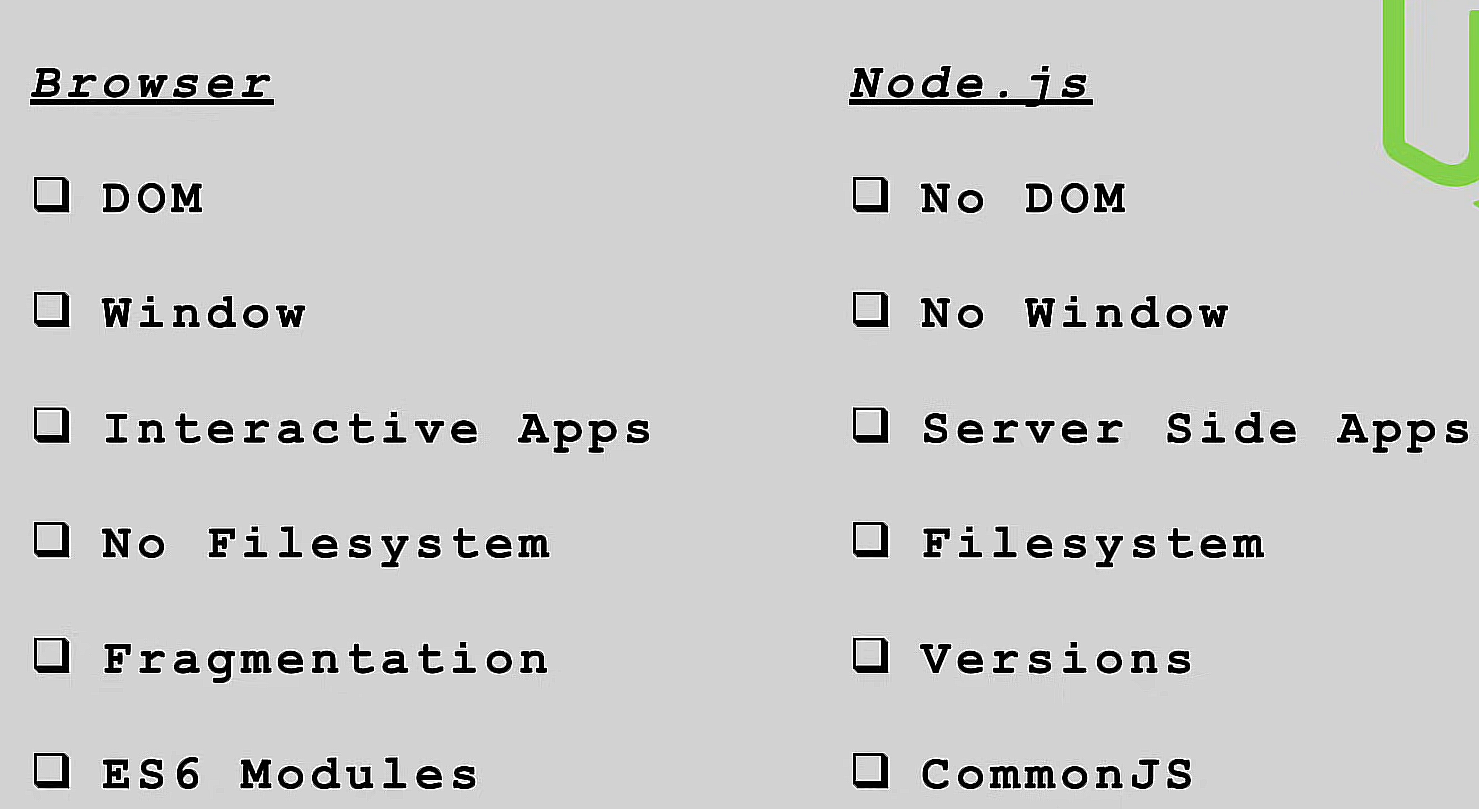 Browser
❑ DOM
❑ Window
❑ Interactive Apps
❑ No Filesystem
❑ Fragmentation
❑ ES6 Modules
Node.js
❑ No DOM
❑ No Window
❑ Server Side Apps
❑ Filesystem
❑ Versions
❑ CommonJS